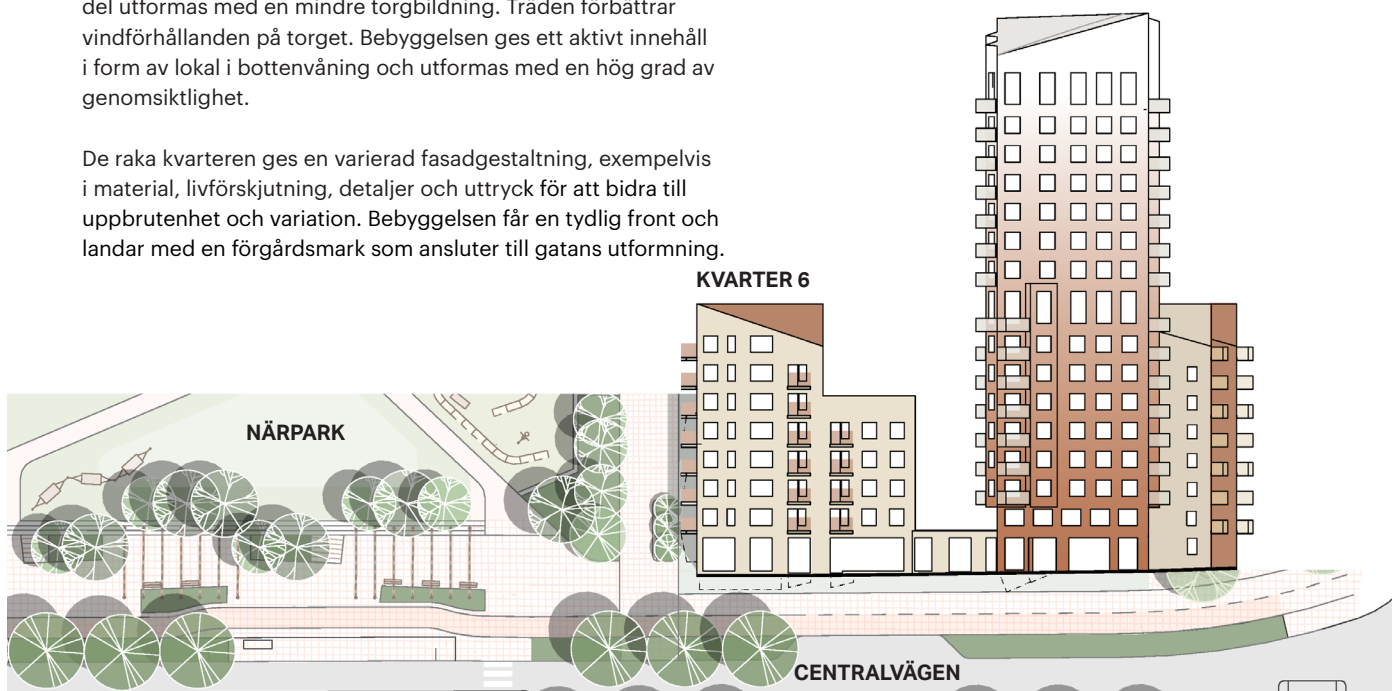 del utformas med en mindre torgbildning. Träden förbättrar
vindförhållanden på torget. Bebyggelsen ges ett aktivt innehåll
i form av lokal i bottenvåning och utformas med en hög grad av
genomsiktlighet.
De raka kvarteren ges en varierad fasadgestaltning, exempelvis
i material, livförskjutning, detaljer och uttryck för att bidra till
uppbrutenhet och variation. Bebyggelsen får en tydlig front och
landar med en förgårdsmark som ansluter till gatans utformning.
KVARTER 6
NÄRPARK
CENTRALVÄGEN